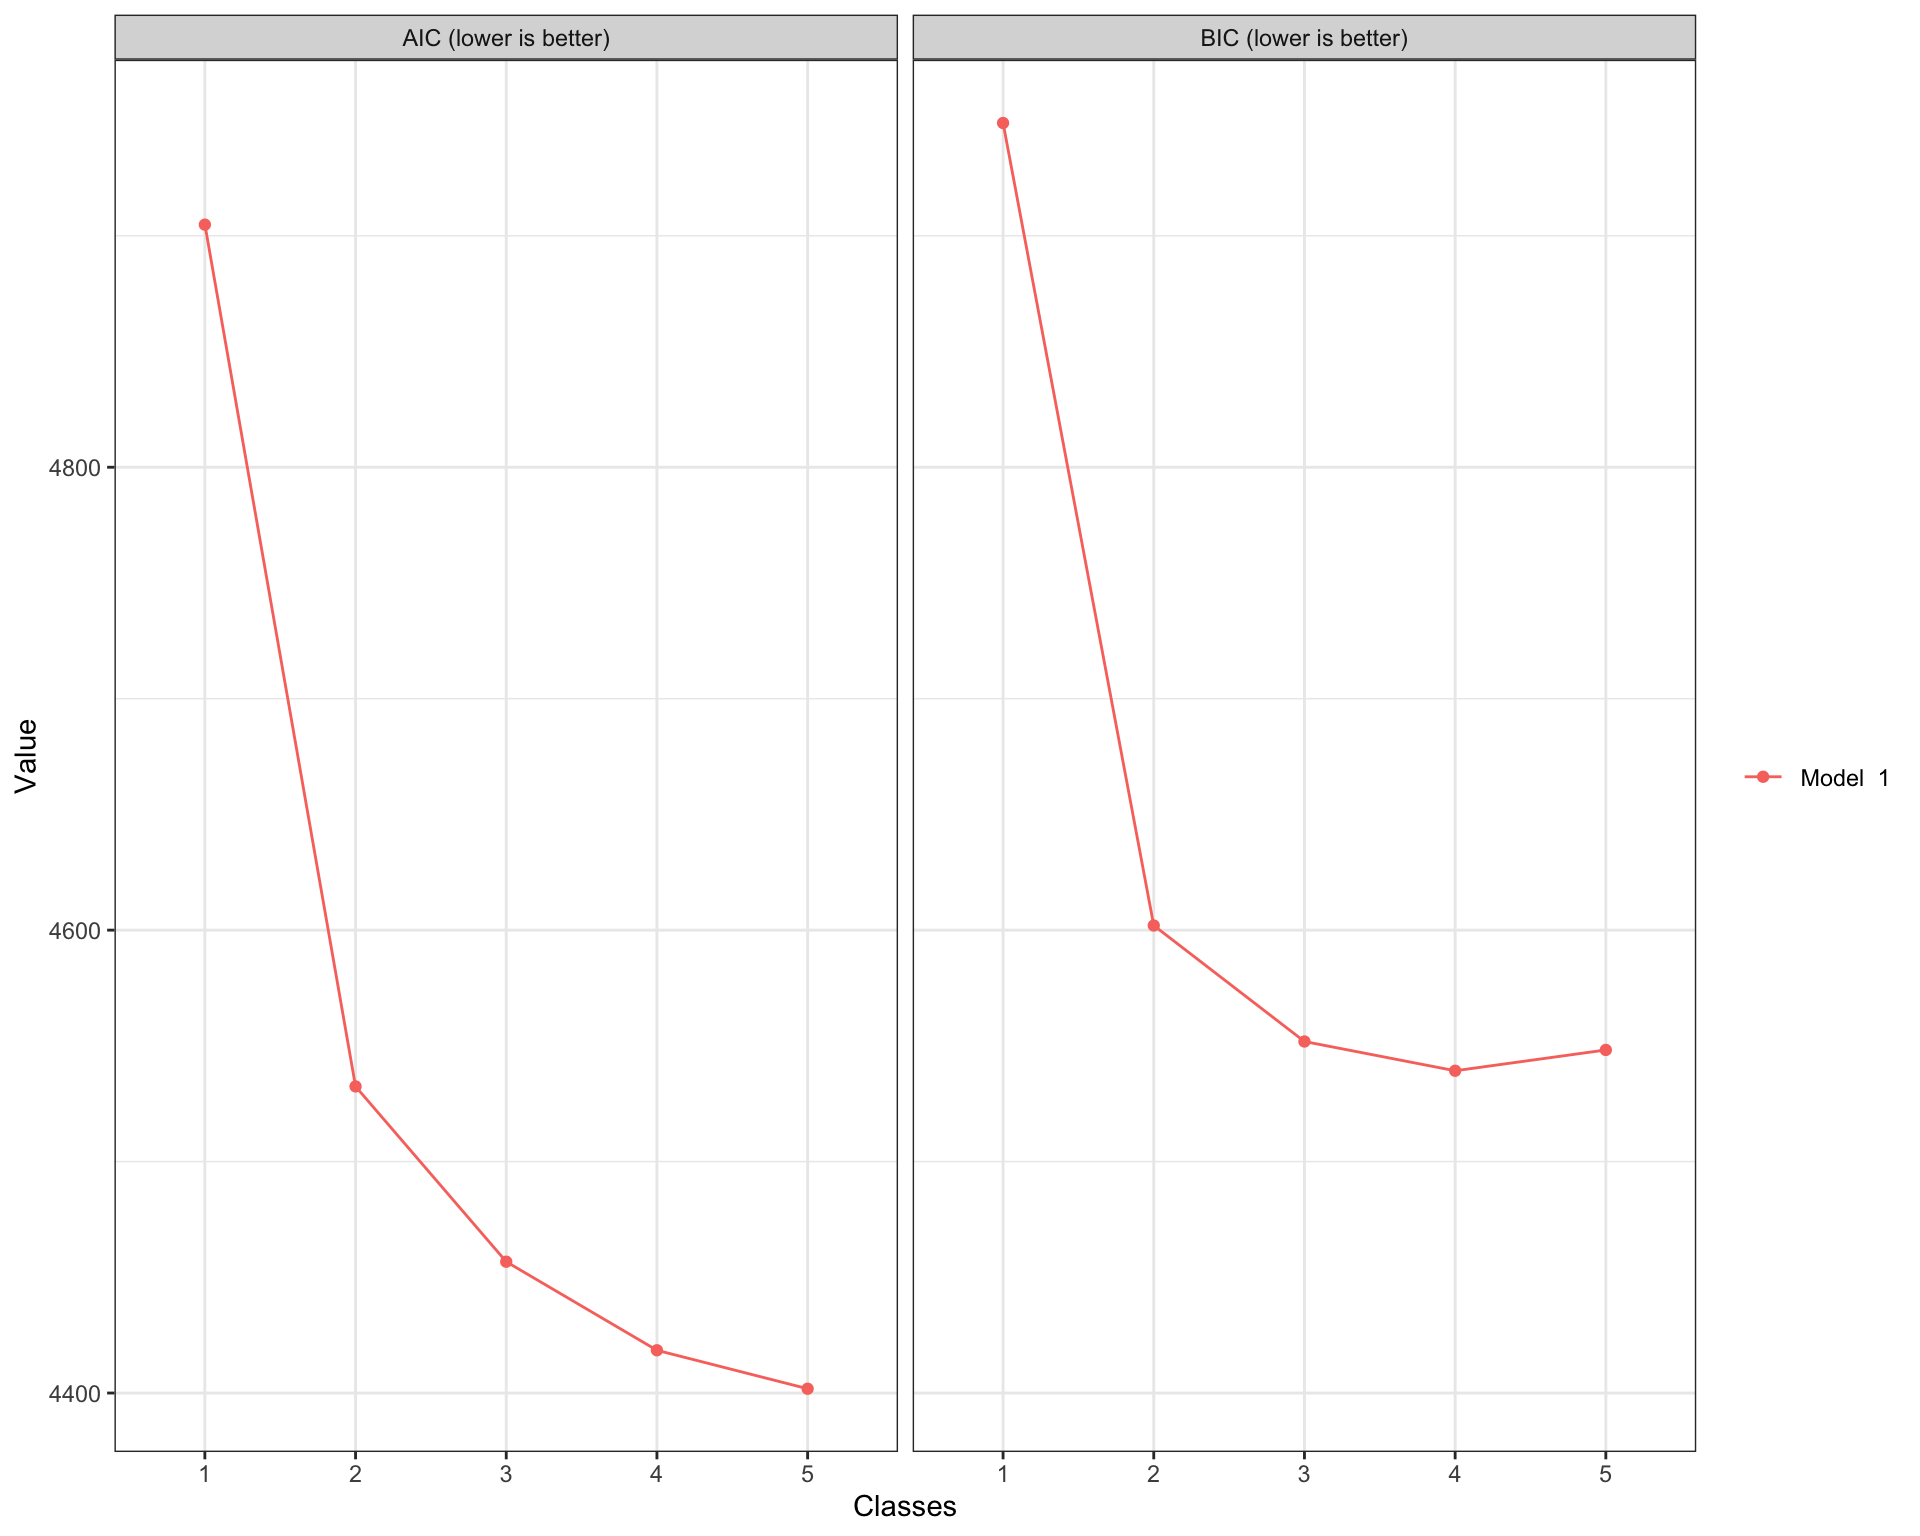 AIC (lower is better)
BIC (lower is better)
Value
4800
4600
4400
1 2 3 4 5
1 2 3 4 5
Classes
Model 1